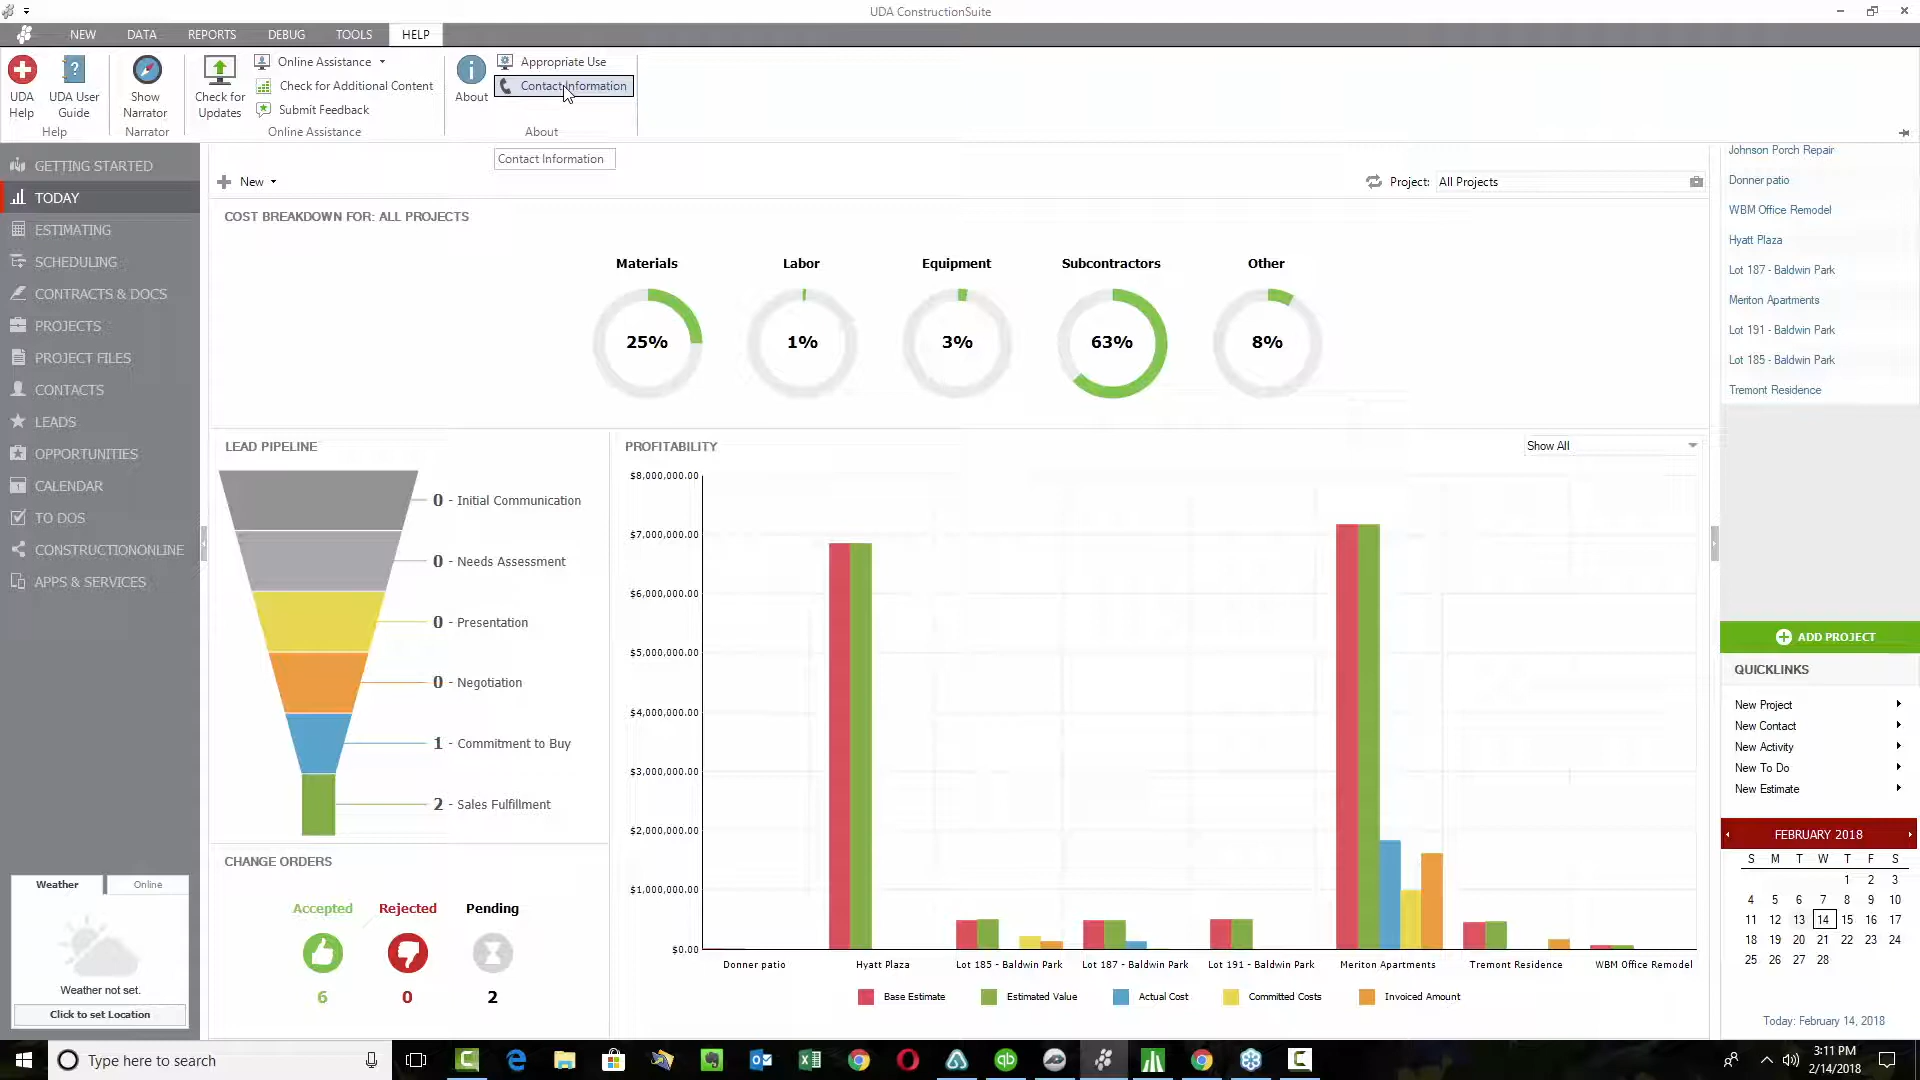 UDA ConstructionSuite
NEW DATA REPORTS DEBUG TOOLS HELP
UDA Help
UDA User Guide
Help
Show Narrator
Narrator
Check for Updates
Online Assistance
Check for Additional Content
Submit Feedback
Online Assistance
About
Appropriate Use
Contact Information
About
Contact Information
GETTING STARTED
TODAY
ESTIMATING
SCHEDULING
CONTRACTS & DOCS
PROJECTS
PROJECT FILES
CONTACTS
LEADS
OPPORTUNITIES
CALENDAR
TO DOS
CONSTRUCTIONONLINE
APPS & SERVICES
Weather Online
Weather not set.
Click to set Location
New
Project: All Projects
COST BREAKDOWN FOR: ALL PROJECTS
Materials Labor Equipment Subcontractors Other
25% 1% 3% 63% 8%
LEAD PIPELINE
0 - Initial Communication
0 - Needs Assessment
0 - Presentation
0 - Negotiation
1 - Commitment to Buy
2 - Sales Fulfillment
CHANGE ORDERS
Accepted Rejected Pending
6 0 2
PROFITABILITY
Show All
$8,000,000.00
$7,000,000.00
$6,000,000.00
$5,000,000.00
$4,000,000.00
$3,000,000.00
$2,000,000.00
$1,000,000.00
$0.00
Donner patio Hyatt Plaza Lot 185 - Baldwin Park Lot 187 - Baldwin Park Lot 191 - Baldwin Park Meriton Apartments Tremont Residence WBM Office Remodel
Base Estimate Estimated Value Actual Cost Committed Costs Invoiced Amount
Johnson Porch Repair
Donner patio
WBM Office Remodel
Hyatt Plaza
Lot 187 - Baldwin Park
Meriton Apartments
Lot 191 - Baldwin Park
Lot 185 - Baldwin Park
Tremont Residence
ADD PROJECT
QUICKLINKS
New Project
New Contact
New Activity
New To Do
New Estimate
FEBRUARY 2018
S M T W T F S
1 2 3
4 5 6 7 8 9 10
11 12 13 14 15 16 17
18 19 20 21 22 23 24
25 26 27 28
Today: February 14, 2018
Type here to search
3:11 PM
2/14/2018